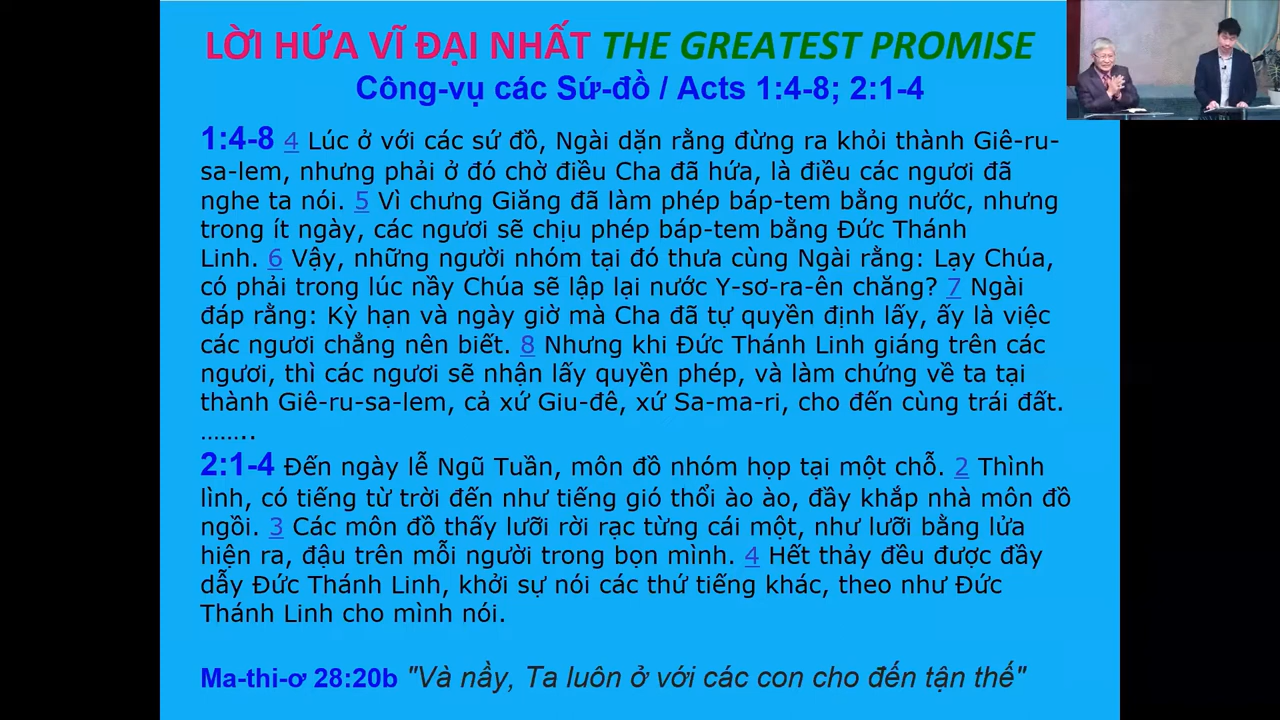 LỜI HỨA VĨ ĐẠI NHẤT THE GREATEST PROMISE
Công-vụ các Sứ-đồ / Acts 1:4-8; 2:1-4
1:4-8 4 Lúc ở với các sứ đồ, Ngài dặn rằng đừng ra khỏi thành Giê-ru-
sa-lem, nhưng phải ở đó chờ điều Cha đã hứa, là điều các ngươi đã
nghe ta nói. 5 Vì chưng Giăng đã làm phép báp-tem bằng nước, nhưng
trong ít ngày, các ngươi sẽ chịu phép báp-tem bằng Đức Thánh
Linh. 6 Vậy, những người nhóm tại đó thưa cùng Ngài rằng: Lạy Chúa,
có phải trong lúc nầy Chúa sẽ lập lại nước Y-sơ-ra-ên chăng? 7 Ngài
đáp rằng: Kỳ hạn và ngày giờ mà Cha đã tự quyền định lấy, ấy là việc
các ngươi chẳng nên biết. 8 Nhưng khi Đức Thánh Linh giáng trên các
ngươi, thì các ngươi sẽ nhận lấy quyền phép, và làm chứng về ta tại
thành Giê-ru-sa-lem, cả xứ Giu-đê, xứ Sa-ma-ri, cho đến cùng trái đất.
……..
2:1-4 Đến ngày lễ Ngũ Tuần, môn đồ nhóm họp tại một chỗ. 2 Thình
lình, có tiếng từ trời đến như tiếng gió thổi ào ào, đầy khắp nhà môn đồ
ngồi. 3 Các môn đồ thấy lưỡi rời rạc từng cái một, như lưỡi bằng lửa
hiện ra, đậu trên mỗi người trong bọn mình. 4 Hết thảy đều được đầy
dẫy Đức Thánh Linh, khởi sự nói các thứ tiếng khác, theo như Đức
Thánh Linh cho mình nói.
Ma-thi-ơ 28:20b "Và nầy, Ta luôn ở với các con cho đến tận thế"